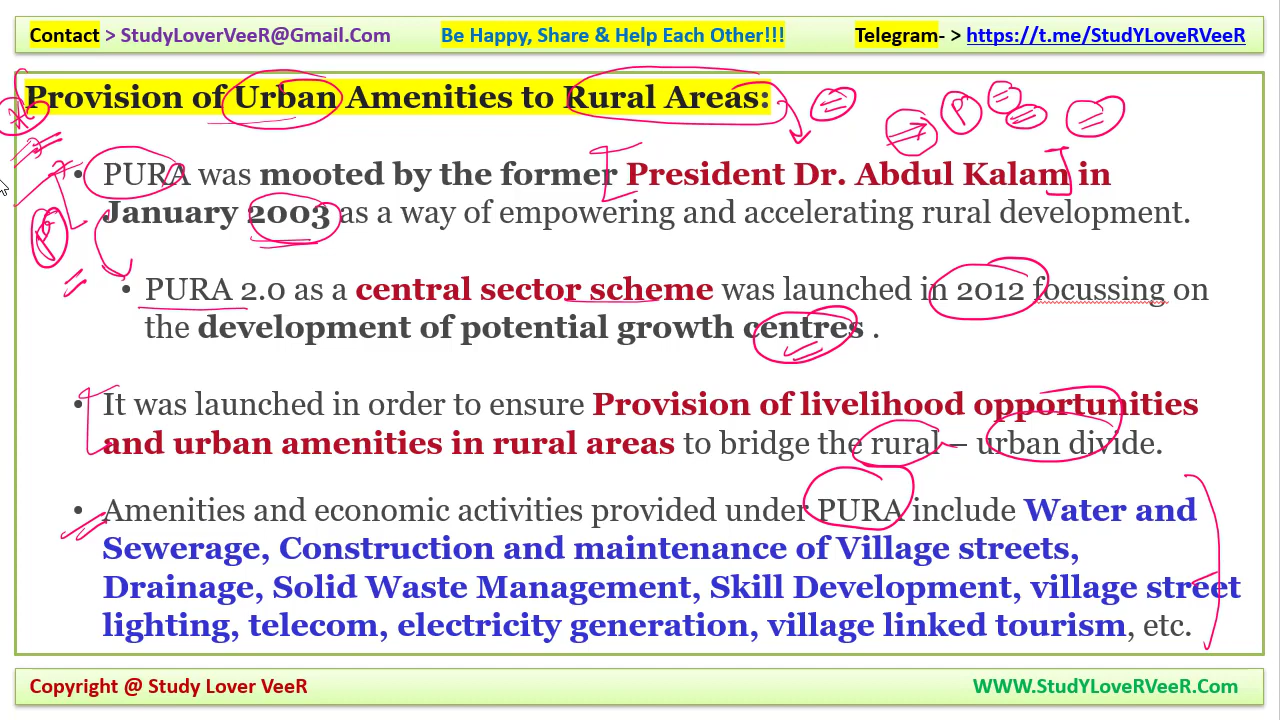 Contact > StudyLoverVeeR@Gmail.Com Be Happy, Share & Help Each Other!!! Telegram- > https://t.me/StudYLoveRVeeR
Provision of Urban Amenities to Rural Areas:
• PURA was mooted by the former President Dr. Abdul Kalam in
January 2003 as a way of empowering and accelerating rural development.
• PURA 2.0 as a central sector scheme was launched in 2012 focussing on
the development of potential growth centres .
• It was launched in order to ensure Provision of livelihood opportunities
and urban amenities in rural areas to bridge the rural – urban divide.
• Amenities and economic activities provided under PURA include Water and
Sewerage, Construction and maintenance of Village streets,
Drainage, Solid Waste Management, Skill Development, village street
lighting, telecom, electricity generation, village linked tourism, etc.
Copyright @ Study Lover VeeR WWW.StudYLoveRVeeR.Com